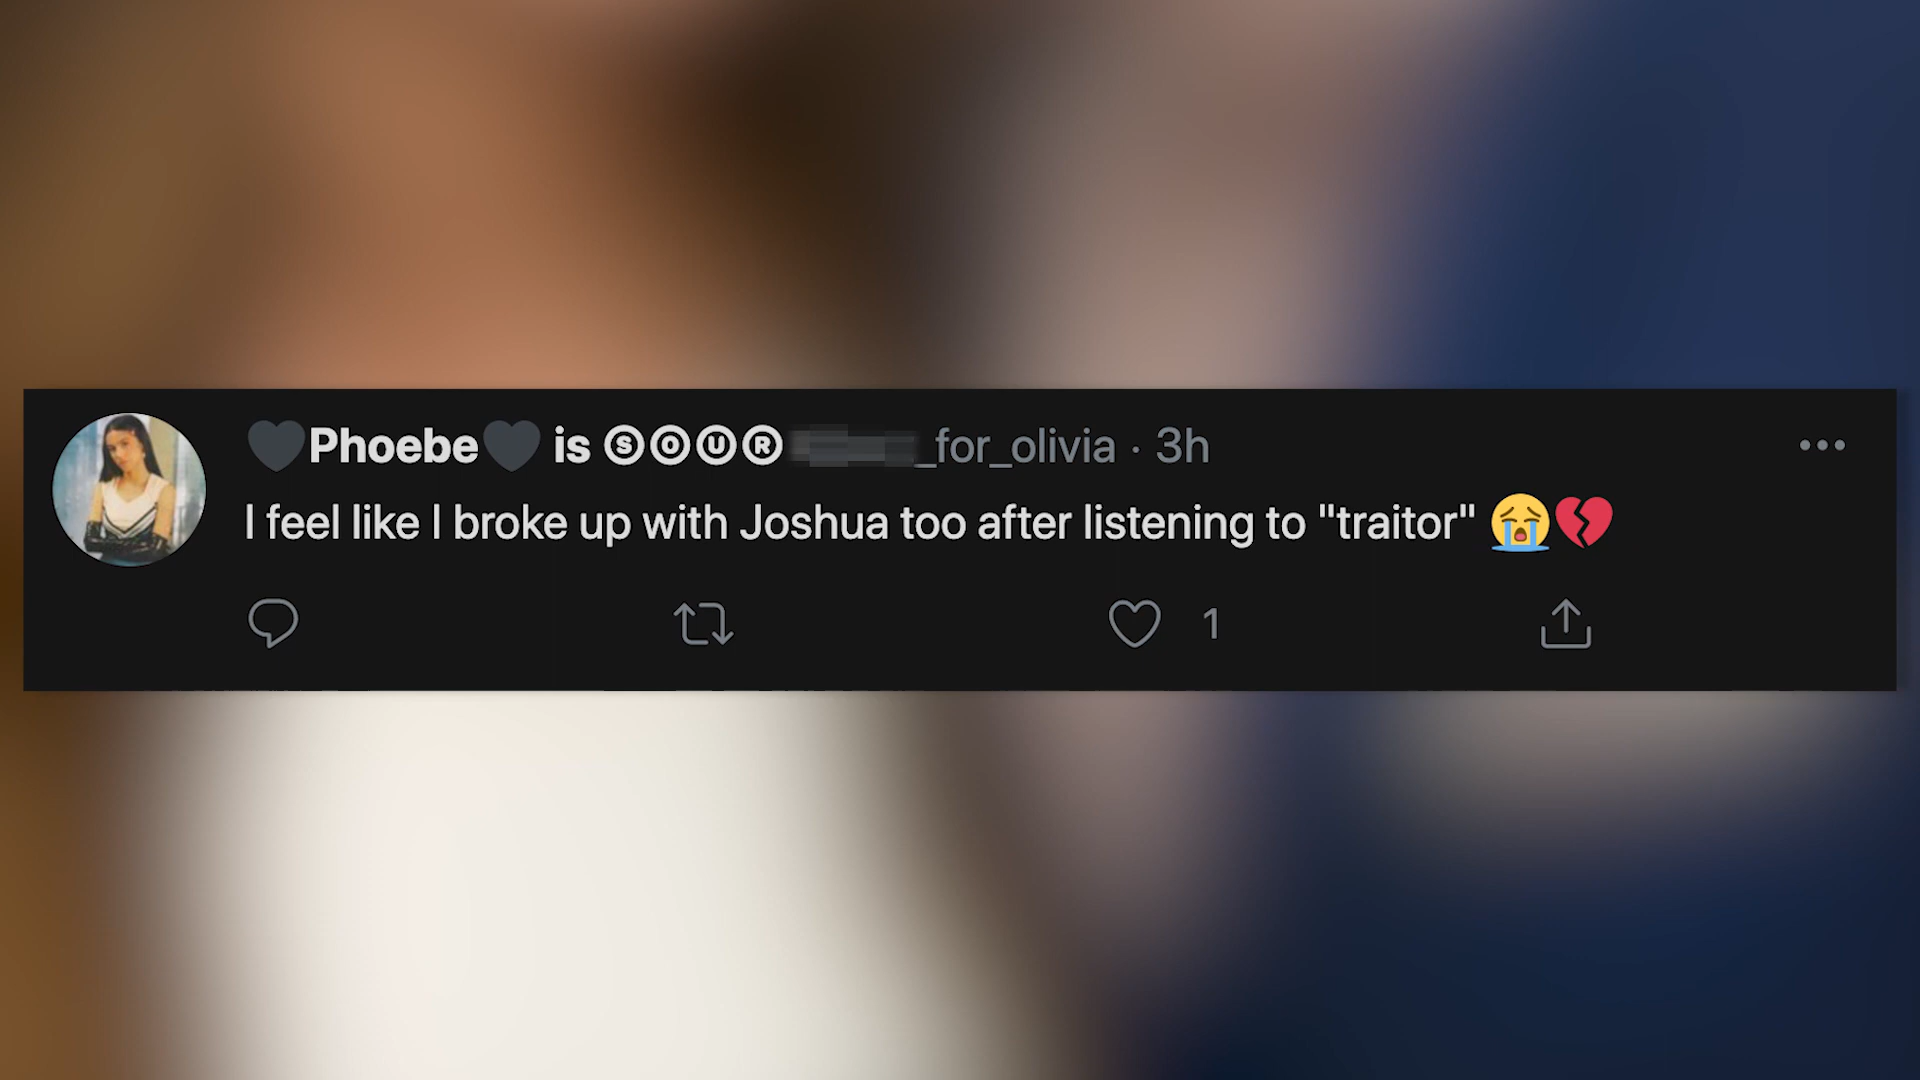 🖤Phoebe🖤 is ⓈⓄⓊⓇ _for_olivia · 3h
I feel like I broke up with Joshua too after listening to "traitor" 😭💔
1